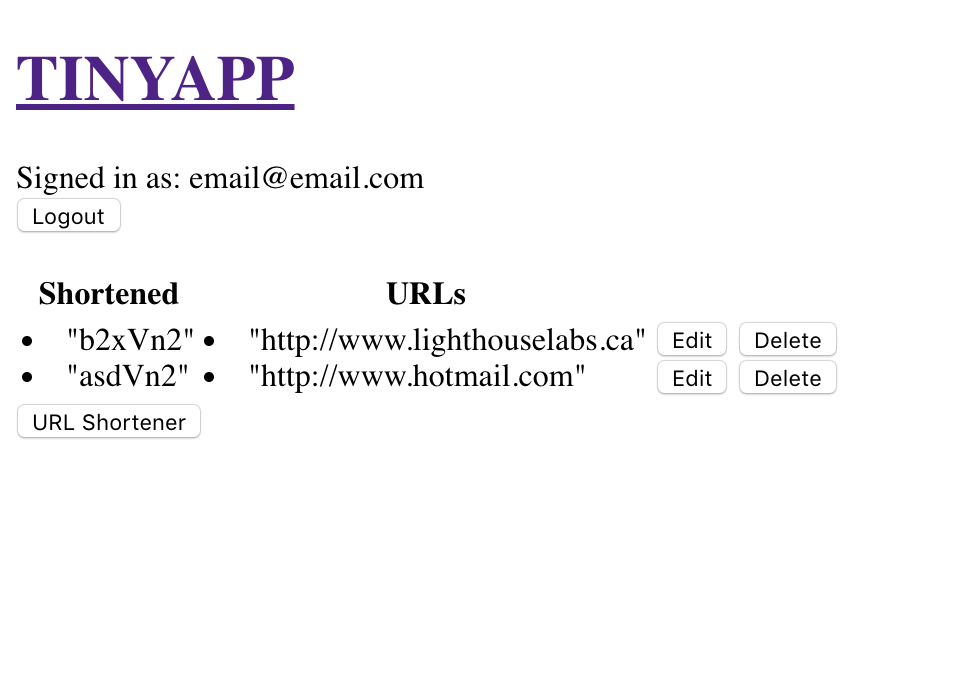 TINYAPP
Signed in as: email@email.com
Logout
Shortened URLs
• "b2xVn2" • "http://www.lighthouselabs.ca" Edit Delete
• "asdVn2" • "http://www.hotmail.com" Edit Delete
URL Shortener